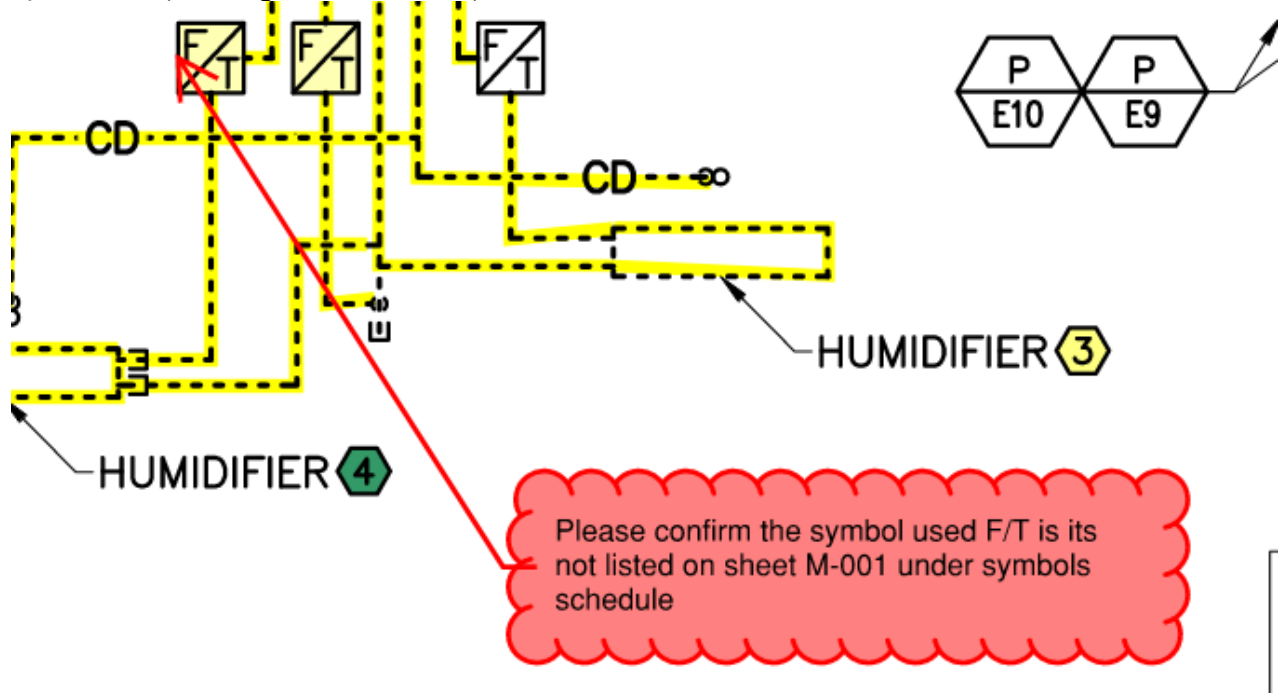 F/T
F/T
F/T
P
P
E10
E9
CD
CD
HUMIDIFIER 3
HUMIDIFIER 4
Please confirm the symbol used F/T is its
not listed on sheet M-001 under symbols
schedule